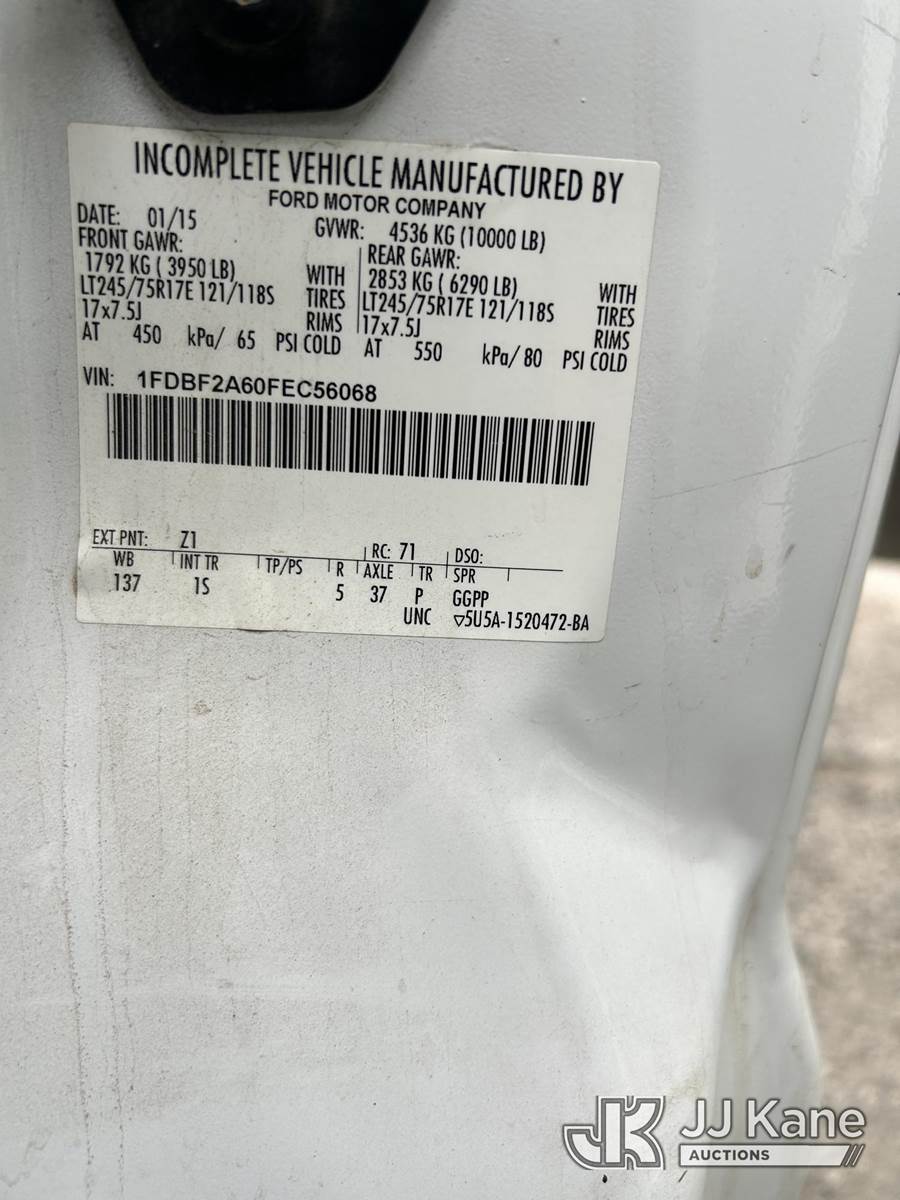 INCOMPLETE VEHICLE MANUFACTURED BY
FORD MOTOR COMPANY
DATE: 01/15 GVWR: 4536 KG (10000 LB)
FRONT GAWR: REAR GAWR:
1792 KG ( 3950 LB) WITH 2853 KG ( 6290 LB) WITH
LT245/75R17E 121/118S TIRES LT245/75R17E 121/118S TIRES
17x7.5J RIMS 17x7.5J RIMS
AT 450 kPa/ 65 PSI COLD AT 550 kPa/ 80 PSI COLD
VIN: 1FDBF2A60FEC56068
EXT PNT: Z1 RC: 71 DSO:
WB INT TR TP/PS R AXLE TR SPR
137 1S 5 37 P GGPP
UNC ▽5U5A-1520472-BA
JK JJ Kane
AUCTIONS